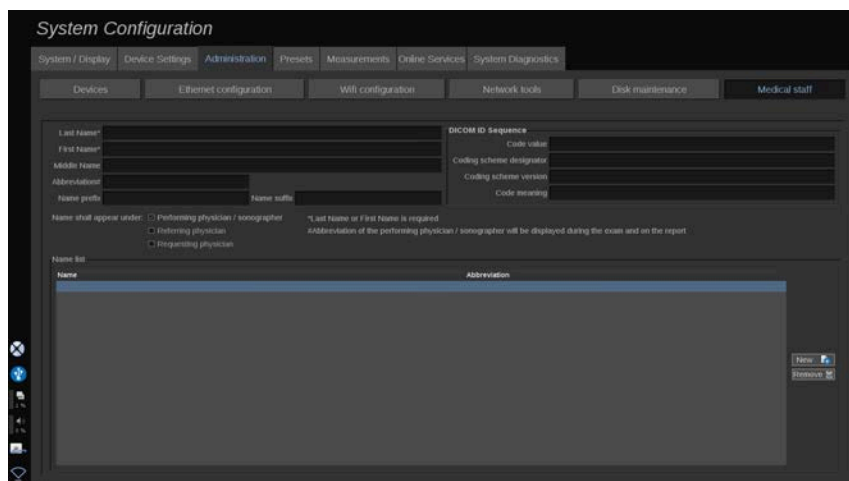 System Configuration
System / Display Device Settings Administration Presets Measurements Online Services System Diagnostics
Devices Ethernet configuration Wifi configuration Network tools Disk maintenance Medical staff
Last Name* DICOM ID Sequence
First Name* Code value
Middle Name Coding scheme designator
Abbreviation# Coding scheme version
Name prefix Name suffix Code meaning
Name shall appear under: Performing physician / sonographer *Last Name or First Name is required
Referring physician #Abbreviation of the performing physician / sonographer will be displayed during the exam and on the report
Requesting physician
Name list
Name Abbreviation
New
Remove